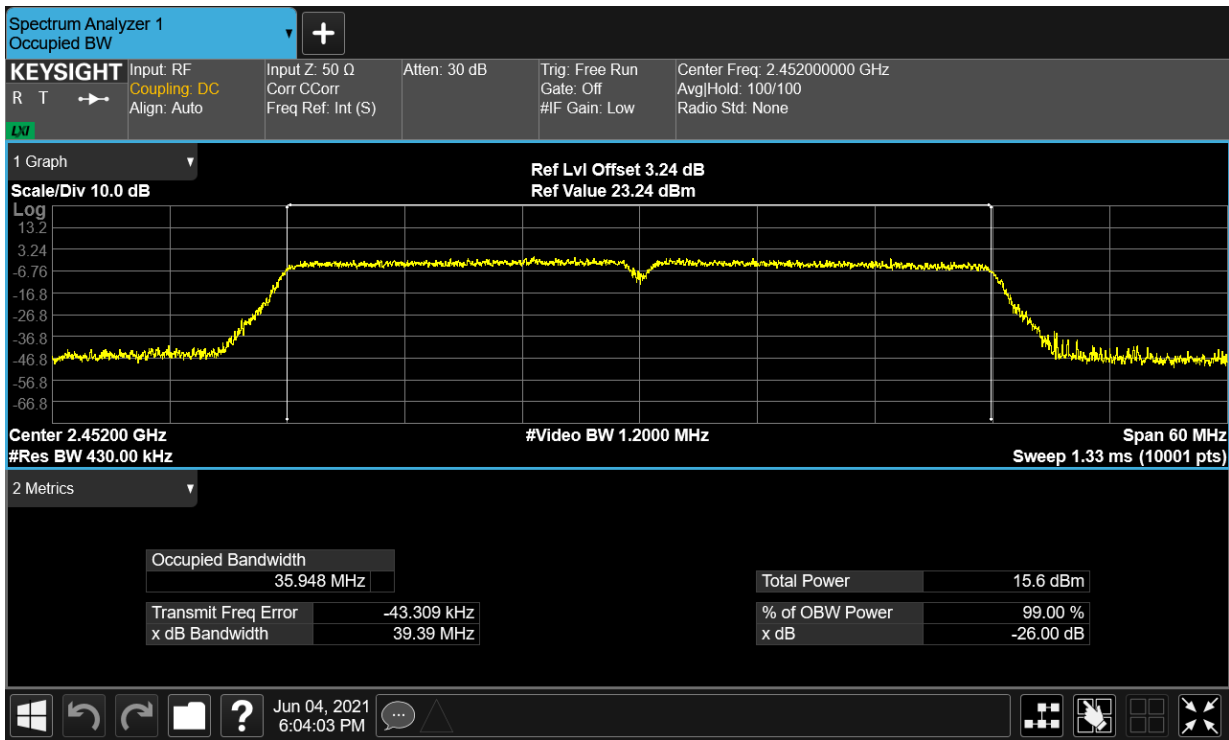 Spectrum Analyzer 1
Occupied BW
KEYSIGHT
R T
LXI
Input: RF
Coupling: DC
Align: Auto
Input Z: 50 Ω
Corr CCorr
Freq Ref: Int (S)
Atten: 30 dB
Trig: Free Run
Gate: Off
#IF Gain: Low
Center Freq: 2.452000000 GHz
Avg|Hold: 100/100
Radio Std: None
1 Graph
Scale/Div 10.0 dB
Ref Lvl Offset 3.24 dB
Ref Value 23.24 dBm
Log
13.2
3.24
-6.76
-16.8
-26.8
-36.8
-46.8
-56.8
-66.8
Center 2.45200 GHz
#Video BW 1.2000 MHz
Span 60 MHz
#Res BW 430.00 kHz
Sweep 1.33 ms (10001 pts)
2 Metrics
Occupied Bandwidth
35.948 MHz
Total Power 15.6 dBm
Transmit Freq Error -43.309 kHz
% of OBW Power 99.00 %
x dB Bandwidth 39.39 MHz
x dB -26.00 dB
?
Jun 04, 2021
6:04:03 PM